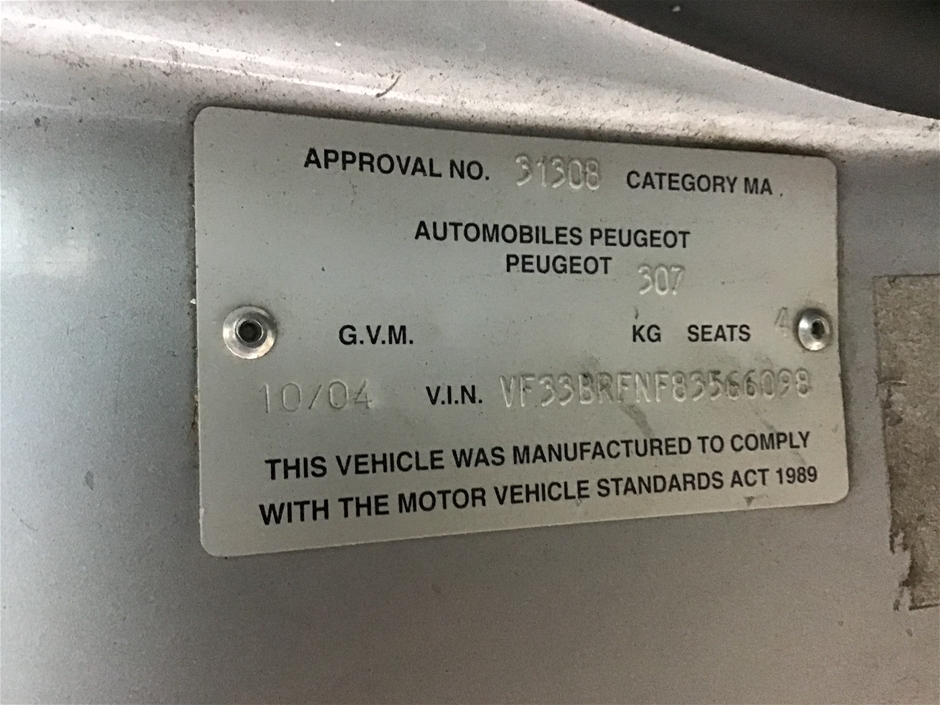 APPROVAL NO. 31308 CATEGORY MA
AUTOMOBILES PEUGEOT
PEUGEOT 307
G.V.M. KG SEATS 4
10/04 V.I.N. VF33BRFNF83566098
THIS VEHICLE WAS MANUFACTURED TO COMPLY
WITH THE MOTOR VEHICLE STANDARDS ACT 1989